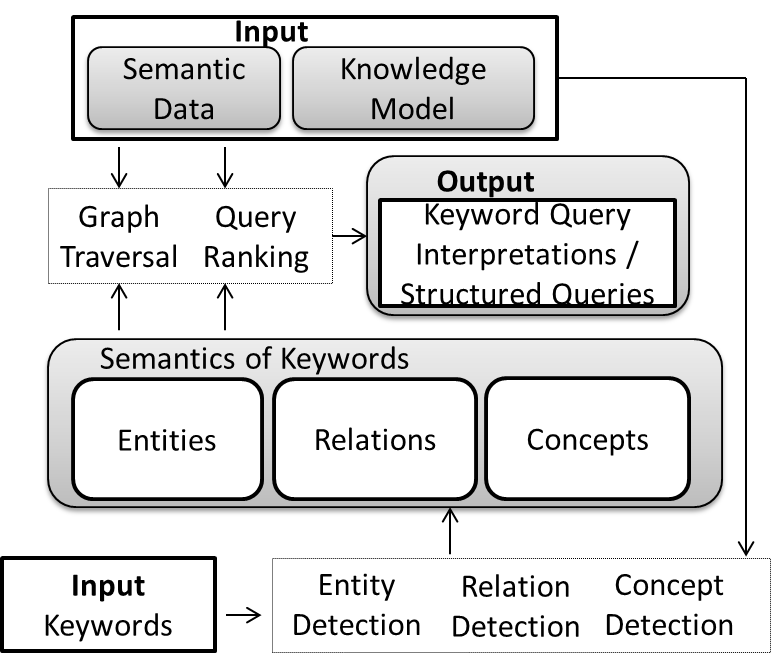 Input
Semantic
Data
Knowledge
Model
Graph
Traversal
Query
Ranking
Output
Keyword Query
Interpretations /
Structured Queries
Semantics of Keywords
Entities
Relations
Concepts
Input
Keywords
Entity
Detection
Relation
Detection
Concept
Detection